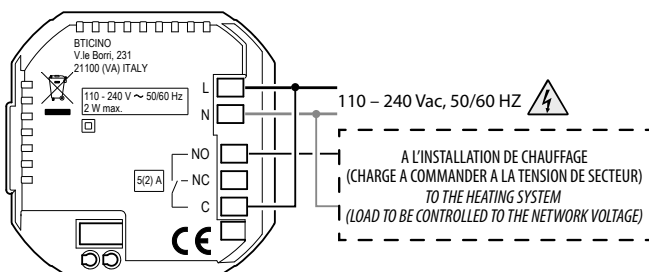 BTICINO
V.le Borri, 231
21100 (VA) ITALY
110 - 240 V ~ 50/60 Hz
2 W max.
L
N
NO
NC
C
5(2) A
CE
110 – 240 Vac, 50/60 HZ
A L’INSTALLATION DE CHAUFFAGE
(CHARGE A COMMANDER A LA TENSION DE SECTEUR)
TO THE HEATING SYSTEM
(LOAD TO BE CONTROLLED TO THE NETWORK VOLTAGE)